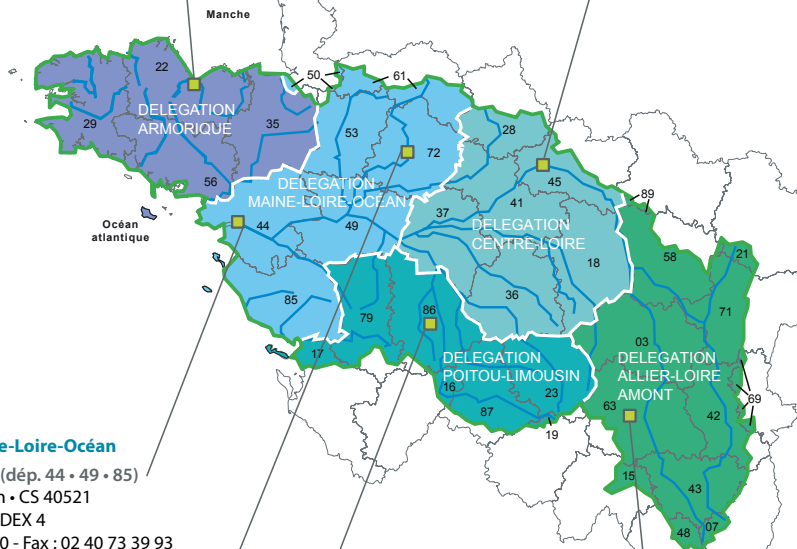 Manche
22
50
61
DELEGATION
ARMORIQUE
29
35
53
72
28
56
DELEGATION
MAINE-LOIRE-OCEAN
45
89
37
41
44
49
DELEGATION
CENTRE-LOIRE
Océan
atlantique
58
21
18
85
36
71
79
86
03
17
DELEGATION
POITOU-LIMOUSIN
DELEGATION
ALLIER-LOIRE
AMONT
16
23
69
87
63
42
19
15
43
48
07
e-Loire-Océan
(dép. 44 • 49 • 85)
• CS 40521
DEX 4
0 - Fax : 02 40 73 39 93